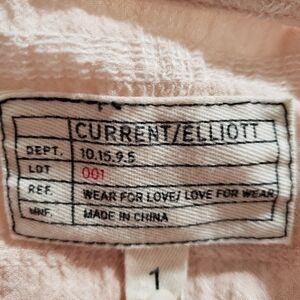 CURRENT/ELLIOTT
DEPT. 10.15.9.5
LOT 001
REF. WEAR FOR LOVE/ LOVE FOR WEAR
MNF. MADE IN CHINA
1